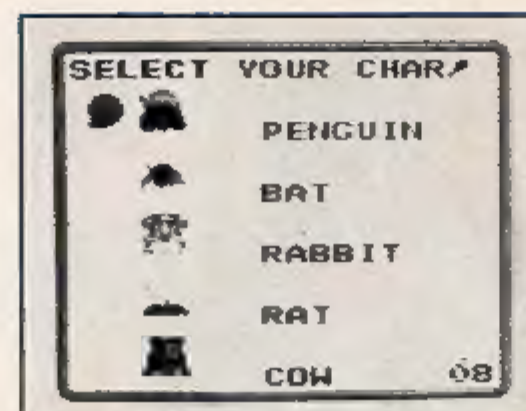 SELECT YOUR CHAR
PENGUIN
BAT
RABBIT
RAT
COW 08